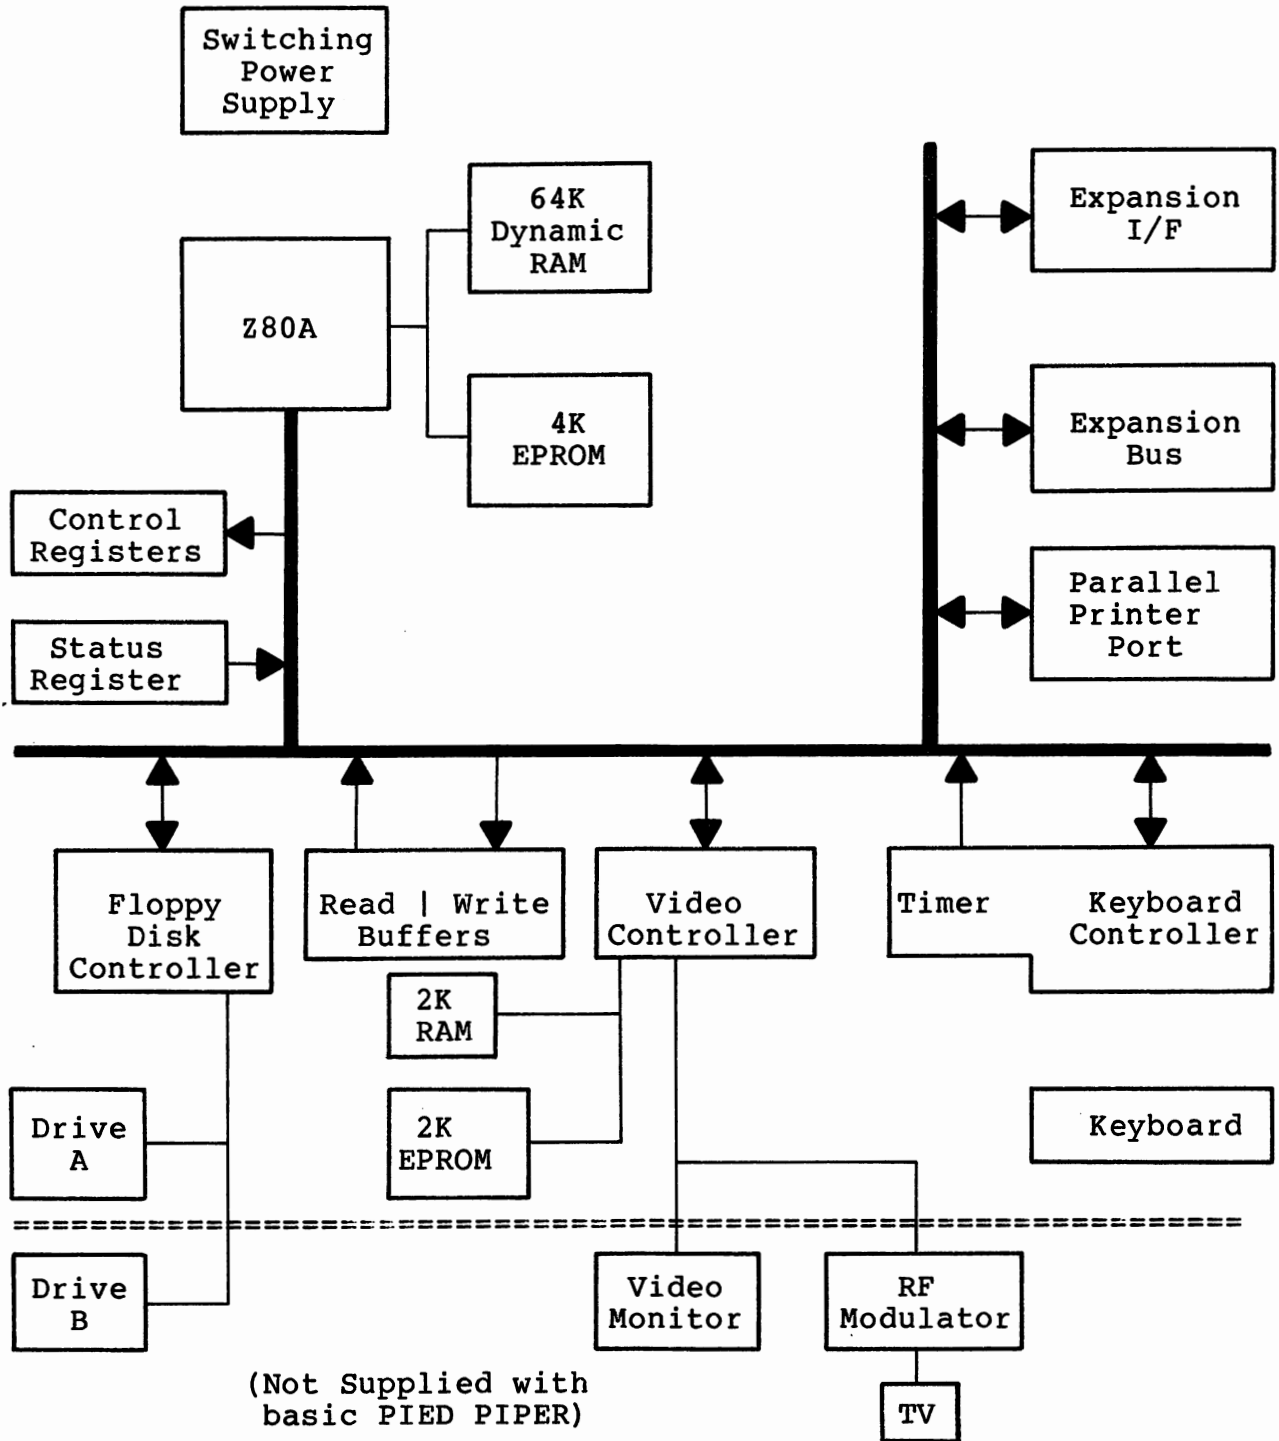 Switching
Power
Supply
64K
Dynamic
RAM
Z80A
4K
EPROM
Expansion
I/F
Expansion
Bus
Parallel
Printer
Port
Control
Registers
Status
Register
Floppy
Disk
Controller
Read | Write
Buffers
Video
Controller
Timer
Keyboard
Controller
2K
RAM
2K
EPROM
Drive
A
Keyboard
Drive
B
Video
Monitor
RF
Modulator
TV
(Not Supplied with
basic PIED PIPER)